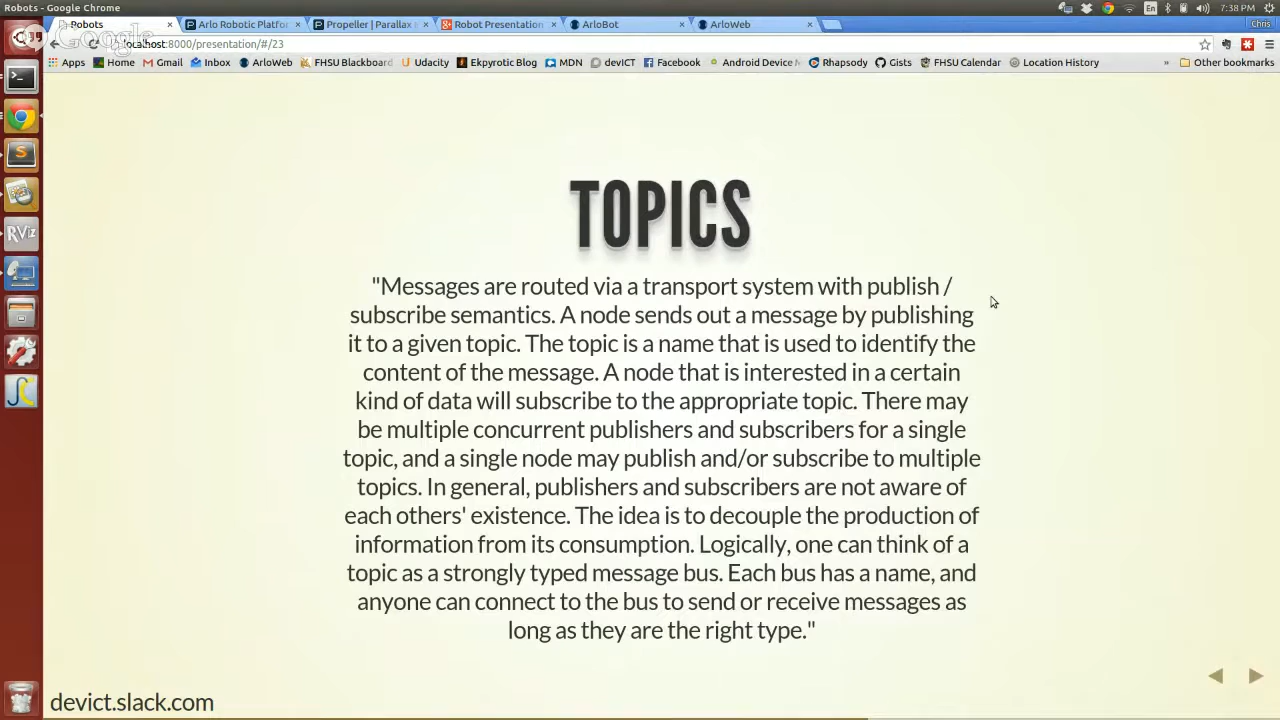 Robots - Google Chrome
En
7:38 PM
Robots
Arlo Robotic Platfo
Propeller | Parallax I
Robot Presentation
ArloBot
ArloWeb
Chris
Google
localhost:8000/presentation/#/23
Apps
Home
Gmail
Inbox
ArloWeb
FHSU Blackboard
Udacity
Ekpyrotic Blog
MDN
devICT
Facebook
Android Device M
Rhapsody
Gists
FHSU Calendar
Location History
»
Other bookmarks
RViz
TOPICS
"Messages are routed via a transport system with publish /
subscribe semantics. A node sends out a message by publishing
it to a given topic. The topic is a name that is used to identify the
content of the message. A node that is interested in a certain
kind of data will subscribe to the appropriate topic. There may
be multiple concurrent publishers and subscribers for a single
topic, and a single node may publish and/or subscribe to multiple
topics. In general, publishers and subscribers are not aware of
each others' existence. The idea is to decouple the production of
information from its consumption. Logically, one can think of a
topic as a strongly typed message bus. Each bus has a name, and
anyone can connect to the bus to send or receive messages as
long as they are the right type."
devict.slack.com